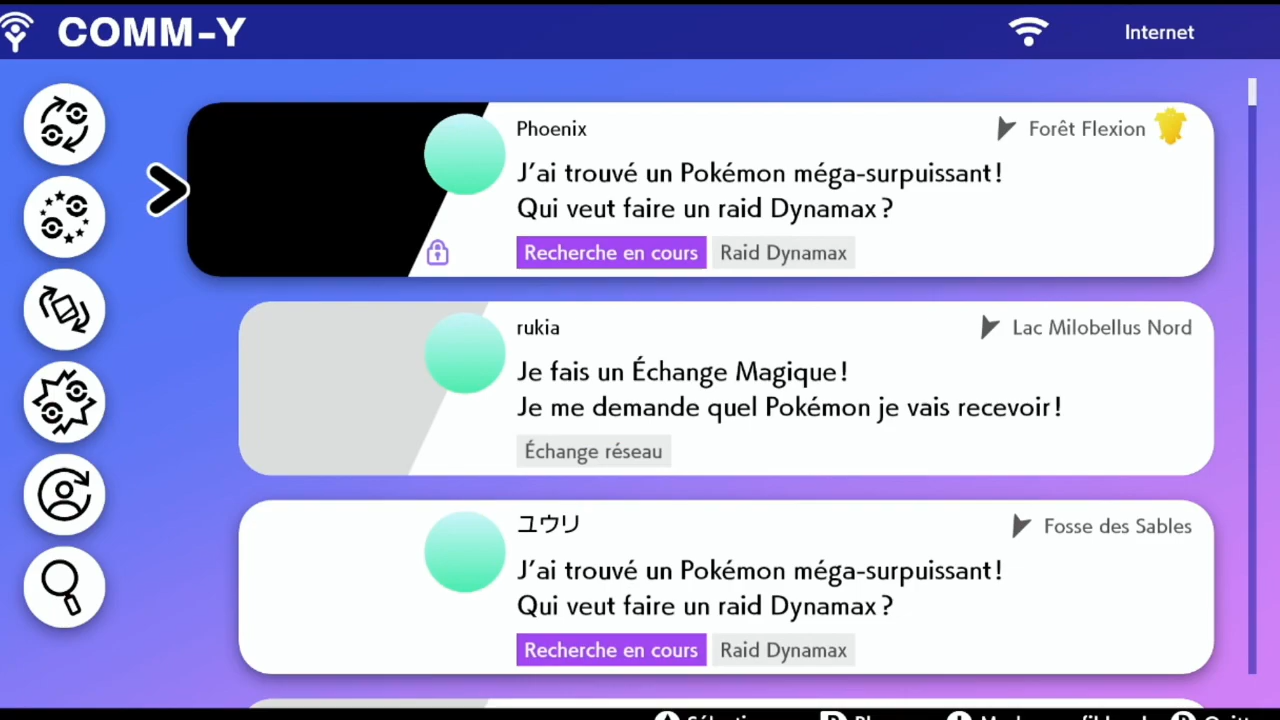 COMM-Y
Internet
Phoenix
Forêt Flexion
J'ai trouvé un Pokémon méga-surpuissant !
Qui veut faire un raid Dynamax ?
Recherche en cours
Raid Dynamax
rukia
Lac Milobellus Nord
Je fais un Échange Magique !
Je me demande quel Pokémon je vais recevoir !
Échange réseau
ユウリ
Fosse des Sables
J'ai trouvé un Pokémon méga-surpuissant !
Qui veut faire un raid Dynamax ?
Recherche en cours
Raid Dynamax